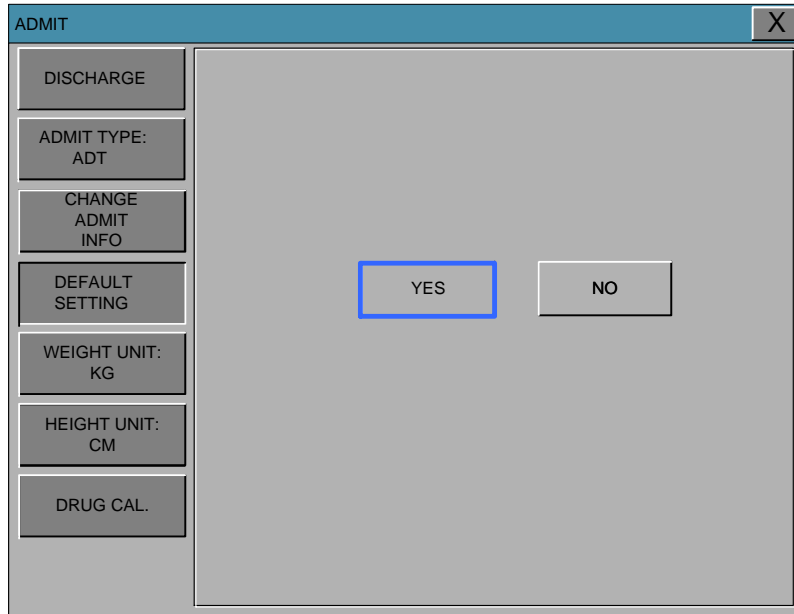 ADMIT
X
DISCHARGE
ADMIT TYPE:
ADT
CHANGE
ADMIT
INFO
DEFAULT
SETTING
WEIGHT UNIT:
KG
HEIGHT UNIT:
CM
DRUG CAL.
YES
NO